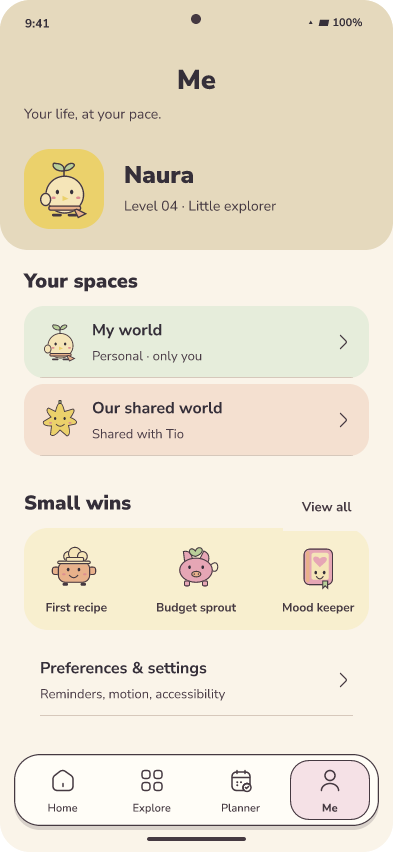 9:41
100%
Me
Your life, at your pace.
Naura
Level 04 · Little explorer
Your spaces
My world
Personal · only you
Our shared world
Shared with Tio
Small wins
View all
First recipe
Budget sprout
Mood keeper
Preferences & settings
Reminders, motion, accessibility
Home
Explore
Planner
Me